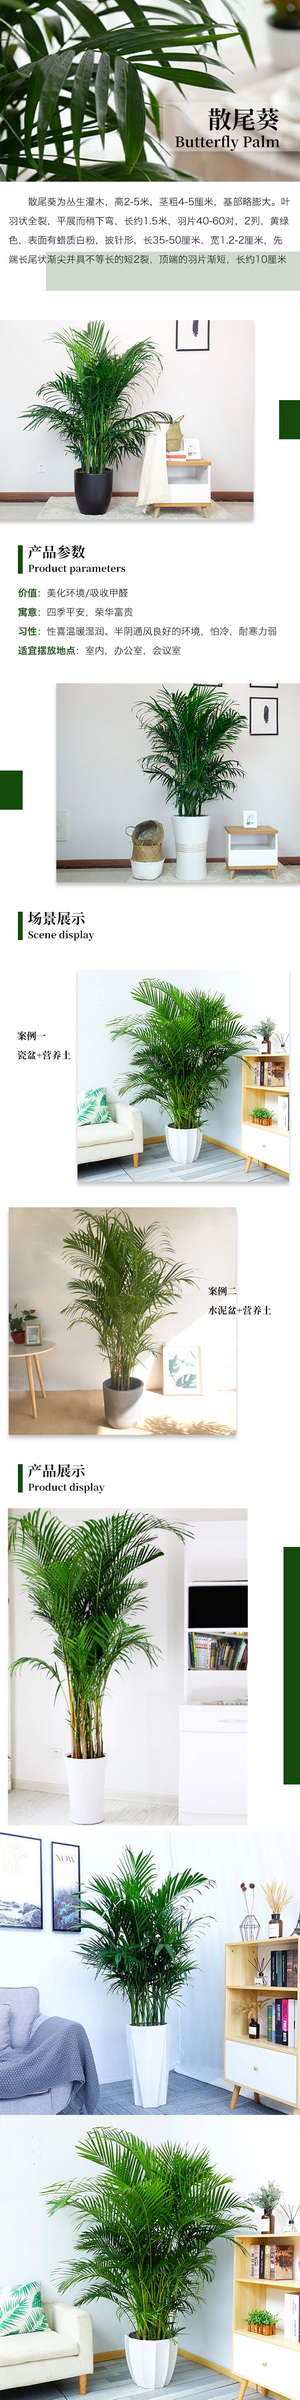 散尾葵
Butterfly Palm
散尾葵为丛生灌木，高2-5米，茎粗4-5厘米，基部略膨大。叶
羽状全裂，平展而稍下弯，长约1.5米，羽片40-60对，2列，黄绿
色，表面有蜡质白粉，披针形，长35-50厘米，宽1.2-2厘米，先
端长尾状渐尖并具不等长的短2裂，顶端的羽片渐短，长约10厘米
产品参数
Product parameters
价值：美化环境/吸收甲醛
寓意：四季平安，荣华富贵
习性：性喜温暖湿润、半阴通风良好的环境，怕冷，耐寒力弱
适宜摆放地点：室内，办公室，会议室
场景展示
Scene display
案例一
瓷盆+营养土
案例二
水泥盆+营养土
产品展示
Product display
NOW.